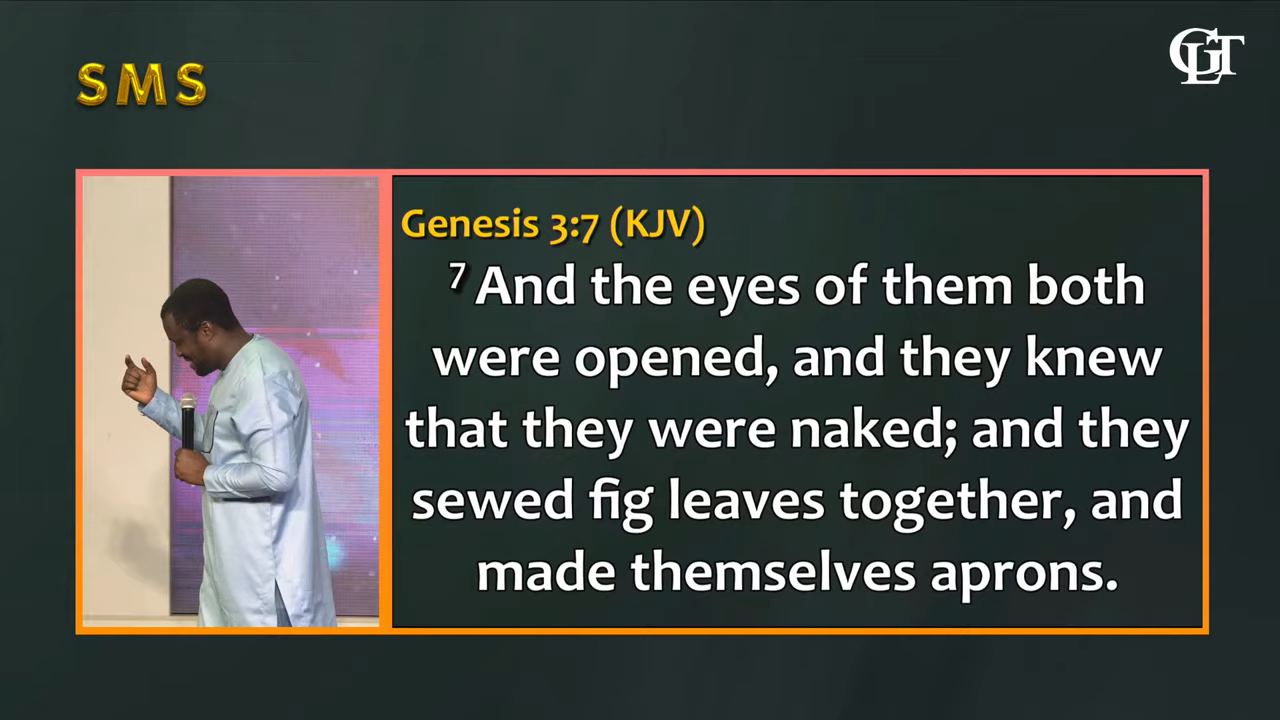 SMS
GLT
Genesis 3:7 (KJV)
7 And the eyes of them both
were opened, and they knew
that they were naked; and they
sewed fig leaves together, and
made themselves aprons.